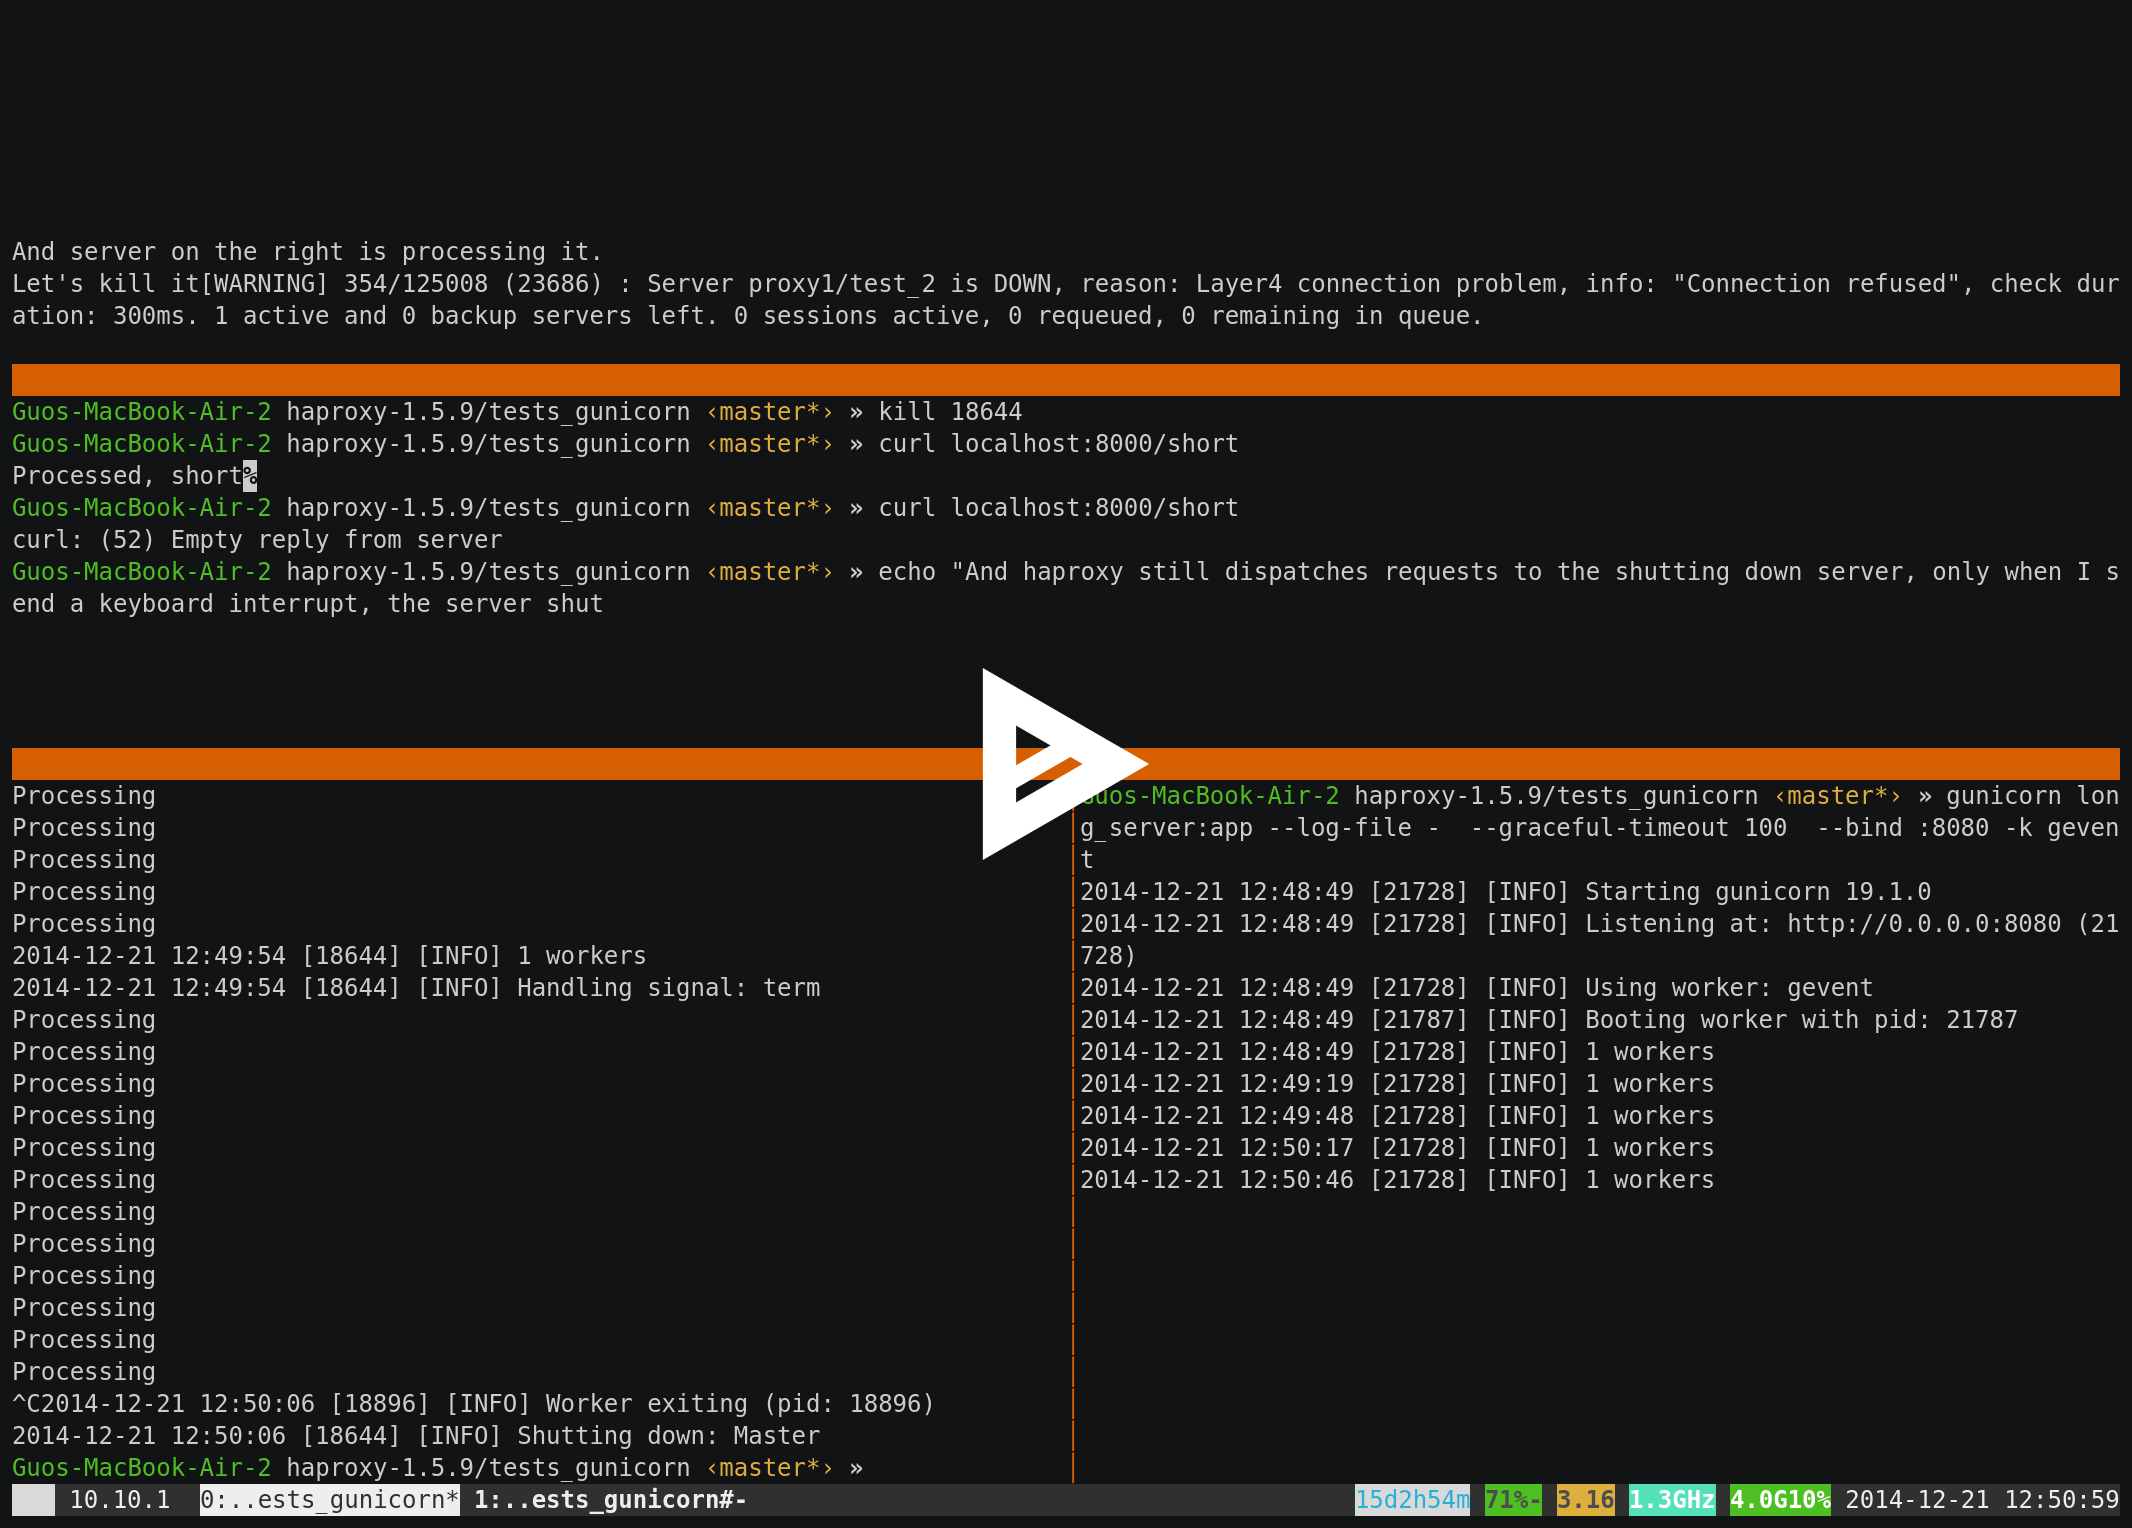 And server on the right is processing it.
Let's kill it[WARNING] 354/125008 (23686) : Server proxy1/test_2 is DOWN, reason: Layer4 connection problem, info: "Connection refused", check dur
ation: 300ms. 1 active and 0 backup servers left. 0 sessions active, 0 requeued, 0 remaining in queue.
Guos-MacBook-Air-2 haproxy-1.5.9/tests_gunicorn ‹master*› » kill 18644
Guos-MacBook-Air-2 haproxy-1.5.9/tests_gunicorn ‹master*› » curl localhost:8000/short
Processed, short%
Guos-MacBook-Air-2 haproxy-1.5.9/tests_gunicorn ‹master*› » curl localhost:8000/short
curl: (52) Empty reply from server
Guos-MacBook-Air-2 haproxy-1.5.9/tests_gunicorn ‹master*› » echo "And haproxy still dispatches requests to the shutting down server, only when I s
end a keyboard interrupt, the server shut
Processing
Processing
Processing
Processing
Processing
2014-12-21 12:49:54 [18644] [INFO] 1 workers
2014-12-21 12:49:54 [18644] [INFO] Handling signal: term
Processing
Processing
Processing
Processing
Processing
Processing
Processing
Processing
Processing
Processing
Processing
Processing
^C2014-12-21 12:50:06 [18896] [INFO] Worker exiting (pid: 18896)
2014-12-21 12:50:06 [18644] [INFO] Shutting down: Master
Guos-MacBook-Air-2 haproxy-1.5.9/tests_gunicorn ‹master*› »
Guos-MacBook-Air-2 haproxy-1.5.9/tests_gunicorn ‹master*› » gunicorn lon
g_server:app --log-file -  --graceful-timeout 100  --bind :8080 -k geven
t
2014-12-21 12:48:49 [21728] [INFO] Starting gunicorn 19.1.0
2014-12-21 12:48:49 [21728] [INFO] Listening at: http://0.0.0.0:8080 (21
728)
2014-12-21 12:48:49 [21728] [INFO] Using worker: gevent
2014-12-21 12:48:49 [21787] [INFO] Booting worker with pid: 21787
2014-12-21 12:48:49 [21728] [INFO] 1 workers
2014-12-21 12:49:19 [21728] [INFO] 1 workers
2014-12-21 12:49:48 [21728] [INFO] 1 workers
2014-12-21 12:50:17 [21728] [INFO] 1 workers
2014-12-21 12:50:46 [21728] [INFO] 1 workers
10.10.1  0:..ests_gunicorn* 1:..ests_gunicorn#- 15d2h54m 71%- 3.16 1.3GHz 4.0G10% 2014-12-21 12:50:59